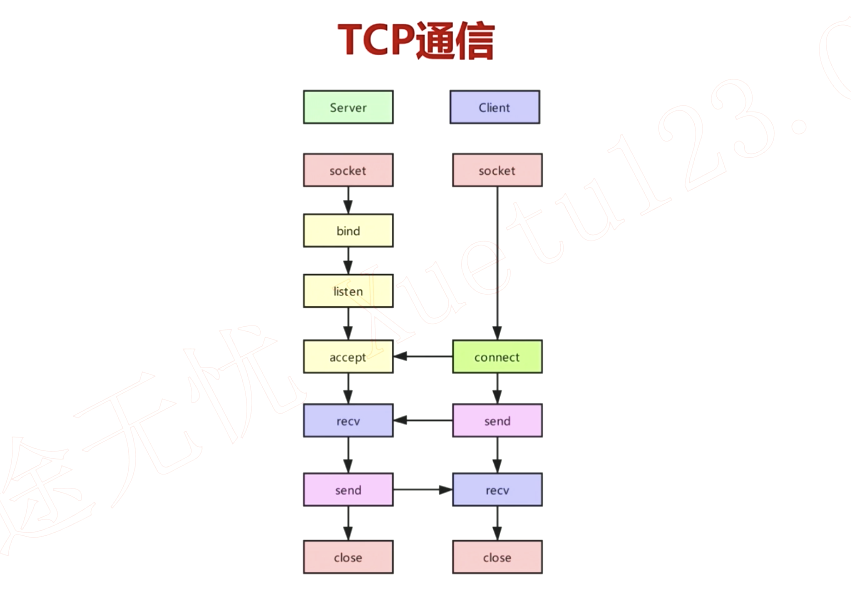 TCP通信
Server
Client
socket
socket
bind
listen
accept
connect
recv
send
send
recv
close
close
途无忧 Xuetu123.